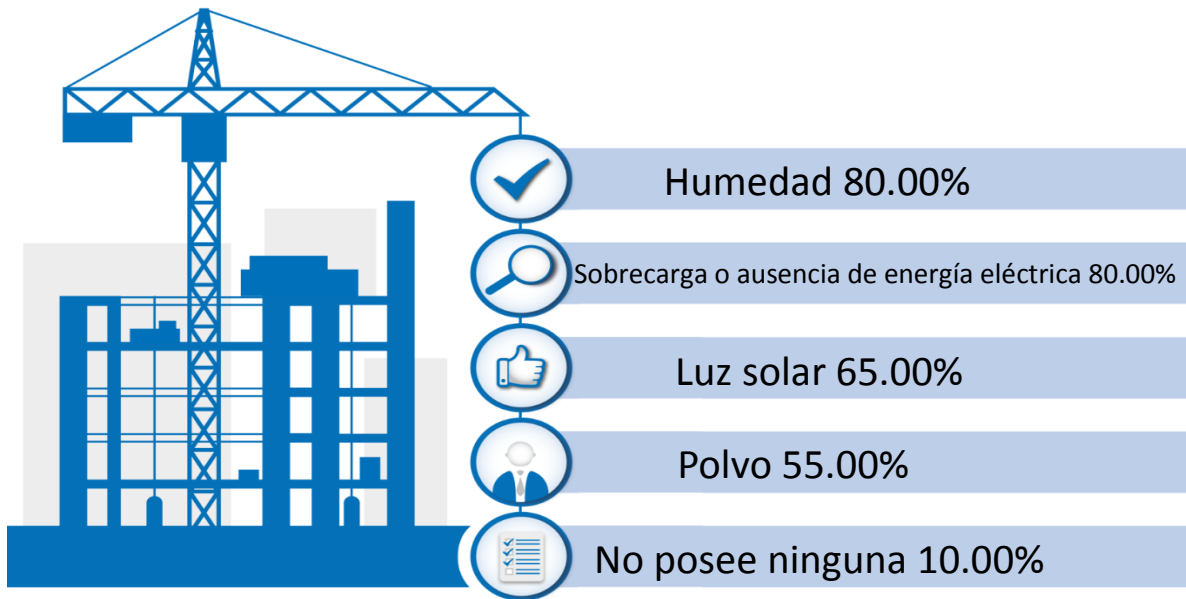 Humedad 80.00%
Sobrecarga o ausencia de energía eléctrica 80.00%
Luz solar 65.00%
Polvo 55.00%
No posee ninguna 10.00%